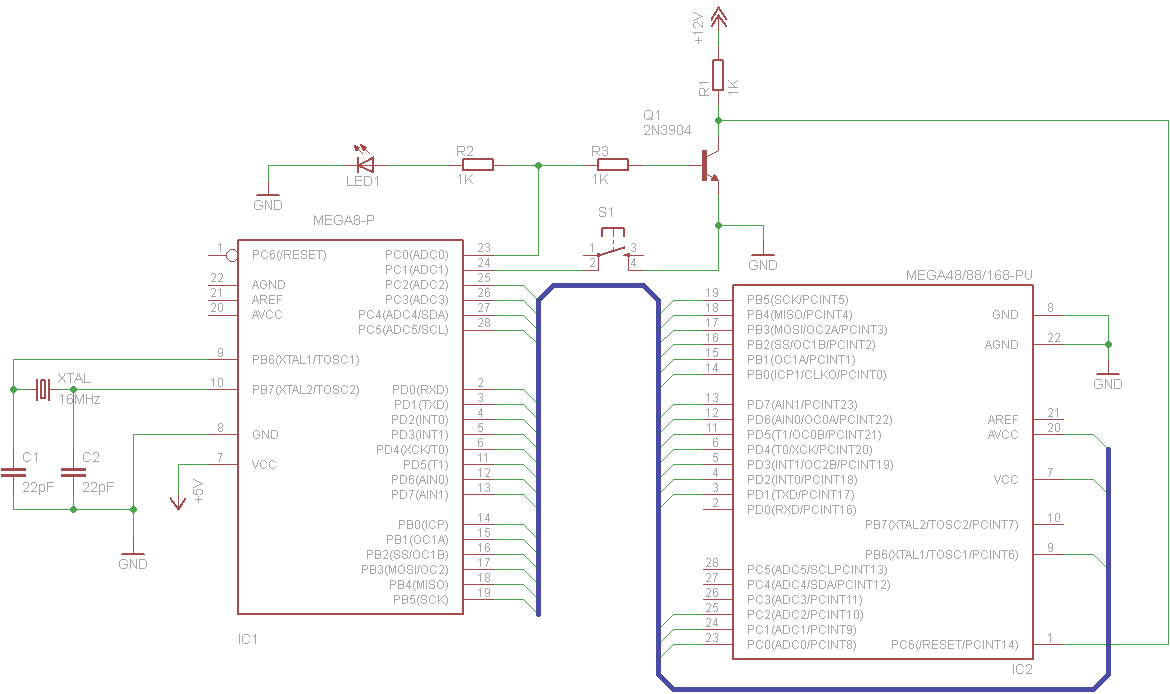 +12V
R1
1K
Q1
2N3904
LED1
R2
1K
R3
1K
GND
S1
1
2
3
4
GND
MEGA8-P
1 PC6(/RESET)
22 AGND
21 AREF
20 AVCC
9 PB6(XTAL1/TOSC1)
10 PB7(XTAL2/TOSC2)
8 GND
7 VCC
PC0(ADC0) 23
PC1(ADC1) 24
PC2(ADC2) 25
PC3(ADC3) 26
PC4(ADC4/SDA) 27
PC5(ADC5/SCL) 28
PD0(RXD) 2
PD1(TXD) 3
PD2(INT0) 4
PD3(INT1) 5
PD4(XCK/T0) 6
PD5(T1) 11
PD6(AIN0) 12
PD7(AIN1) 13
PB0(ICP) 14
PB1(OC1A) 15
PB2(SS/OC1B) 16
PB3(MOSI/OC2) 17
PB4(MISO) 18
PB5(SCK) 19
IC1
XTAL
16MHz
C1
22pF
C2
22pF
+5V
GND
MEGA48/88/168-PU
19 PB5(SCK/PCINT5)
18 PB4(MISO/PCINT4)
17 PB3(MOSI/OC2A/PCINT3)
16 PB2(SS/OC1B/PCINT2)
15 PB1(OC1A/PCINT1)
14 PB0(ICP1/CLKO/PCINT0)
13 PD7(AIN1/PCINT23)
12 PD6(AIN0/OC0A/PCINT22)
11 PD5(T1/OC0B/PCINT21)
6 PD4(T0/XCK/PCINT20)
5 PD3(INT1/OC2B/PCINT19)
4 PD2(INT0/PCINT18)
3 PD1(TXD/PCINT17)
2 PD0(RXD/PCINT16)
28 PC5(ADC5/SCLPCINT13)
27 PC4(ADC4/SDA/PCINT12)
26 PC3(ADC3/PCINT11)
25 PC2(ADC2/PCINT10)
24 PC1(ADC1/PCINT9)
23 PC0(ADC0/PCINT8)
GND 8
AGND 22
AREF 21
AVCC 20
VCC 7
PB7(XTAL2/TOSC2/PCINT7) 10
PB6(XTAL1/TOSC1/PCINT6) 9
PC6(/RESET/PCINT14) 1
GND
IC2